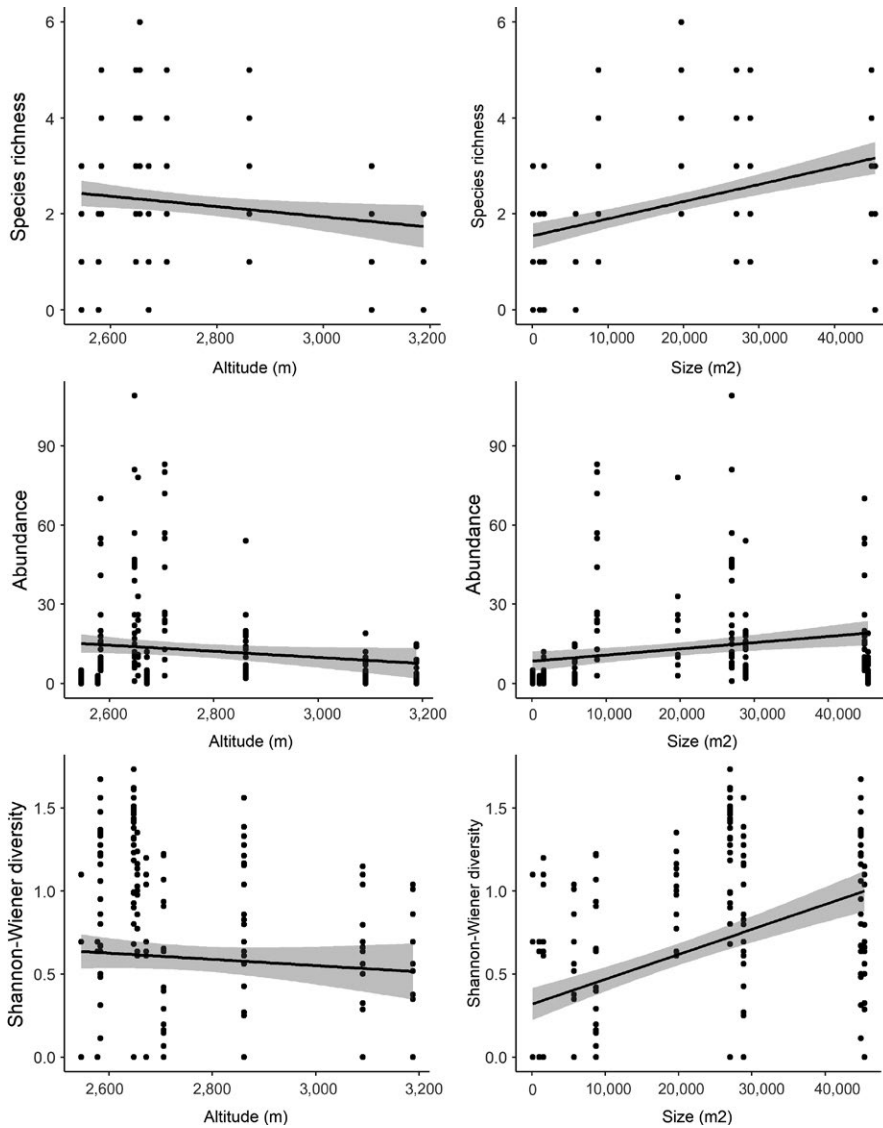 Species richness
6
4
2
0
2,600 2,800 3,000 3,200
Altitude (m)
Species richness
6
4
2
0
0 10,000 20,000 30,000 40,000
Size (m2)
Abundance
90
60
30
0
2,600 2,800 3,000 3,200
Altitude (m)
Abundance
90
60
30
0
0 10,000 20,000 30,000 40,000
Size (m2)
Shannon-Wiener diversity
1.5
1.0
0.5
0.0
2,600 2,800 3,000 3,200
Altitude (m)
Shannon-Wiener diversity
1.5
1.0
0.5
0.0
0 10,000 20,000 30,000 40,000
Size (m2)